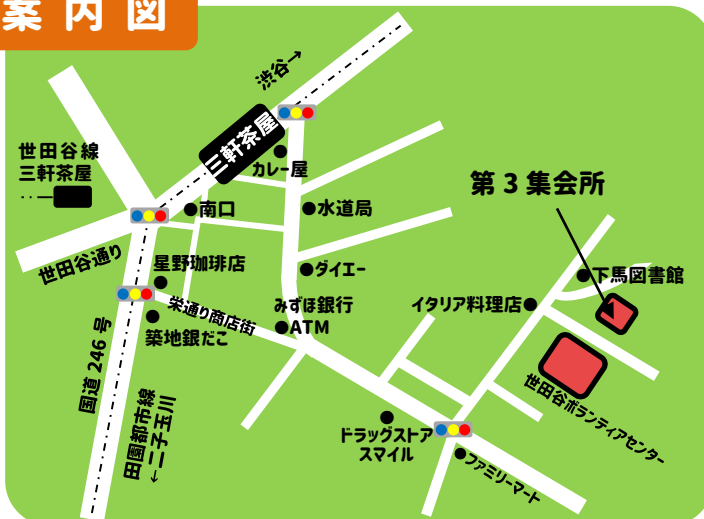 案内図
渋谷→
三軒茶屋
世田谷線
三軒茶屋
カレー屋
第3集会所
南口
水道局
世田谷通り
星野珈琲店
ダイエー
下馬図書館
栄通り商店街
みずほ銀行
ATM
イタリア料理店
築地銀だこ
国道246号
世田谷ボランティアセンター
田園都市線
←二子玉川
ドラッグストア
スマイル
ファミリーマート